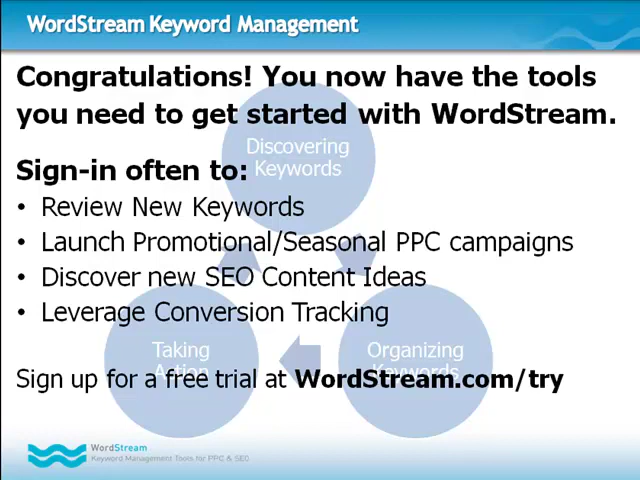 WordStream Keyword Management
Congratulations! You now have the tools
you need to get started with WordStream.
Discovering
Keywords
Sign-in often to:
• Review New Keywords
• Launch Promotional/Seasonal PPC campaigns
• Discover new SEO Content Ideas
• Leverage Conversion Tracking
Taking
Action
Organizing
Keywords
Sign up for a free trial at WordStream.com/try
WordStream
Keyword Management Tools for PPC & SEO